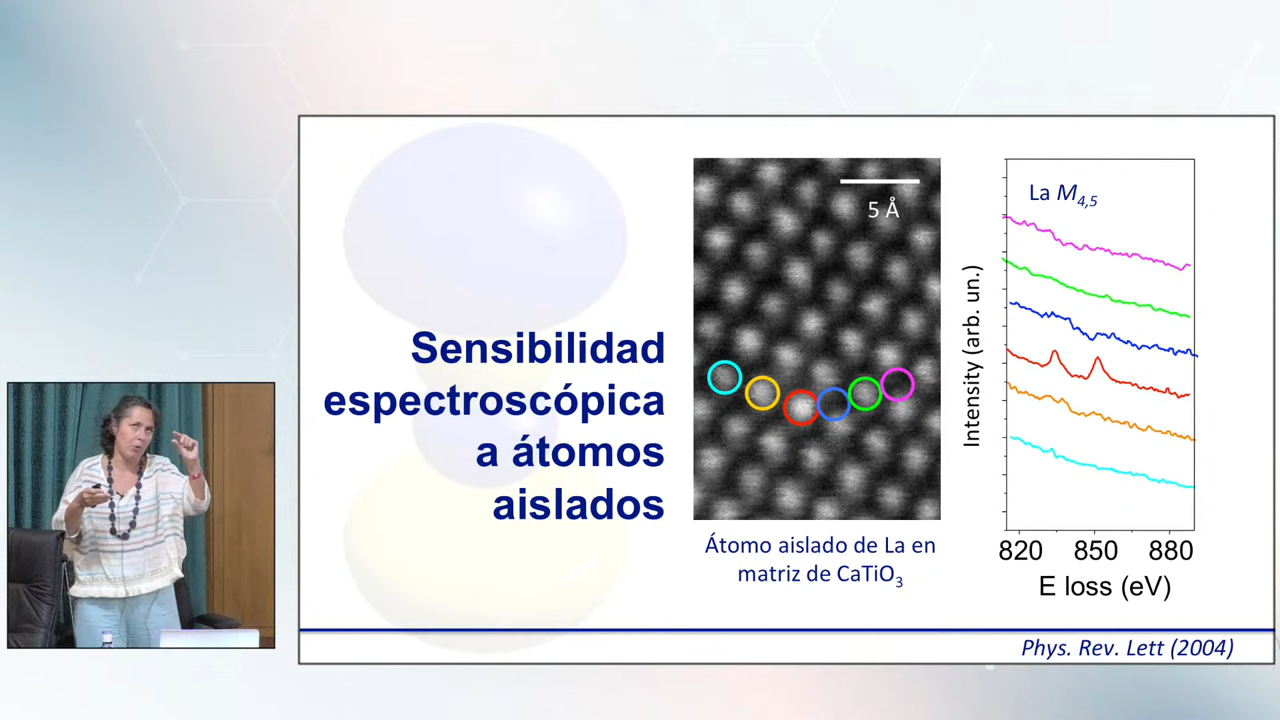 Sensibilidad
espectroscópica
a átomos
aislados
5 Å
Átomo aislado de La en
matriz de CaTiO₃
La M₄,₅
Intensity (arb. un.)
820 850 880
E loss (eV)
Phys. Rev. Lett (2004)